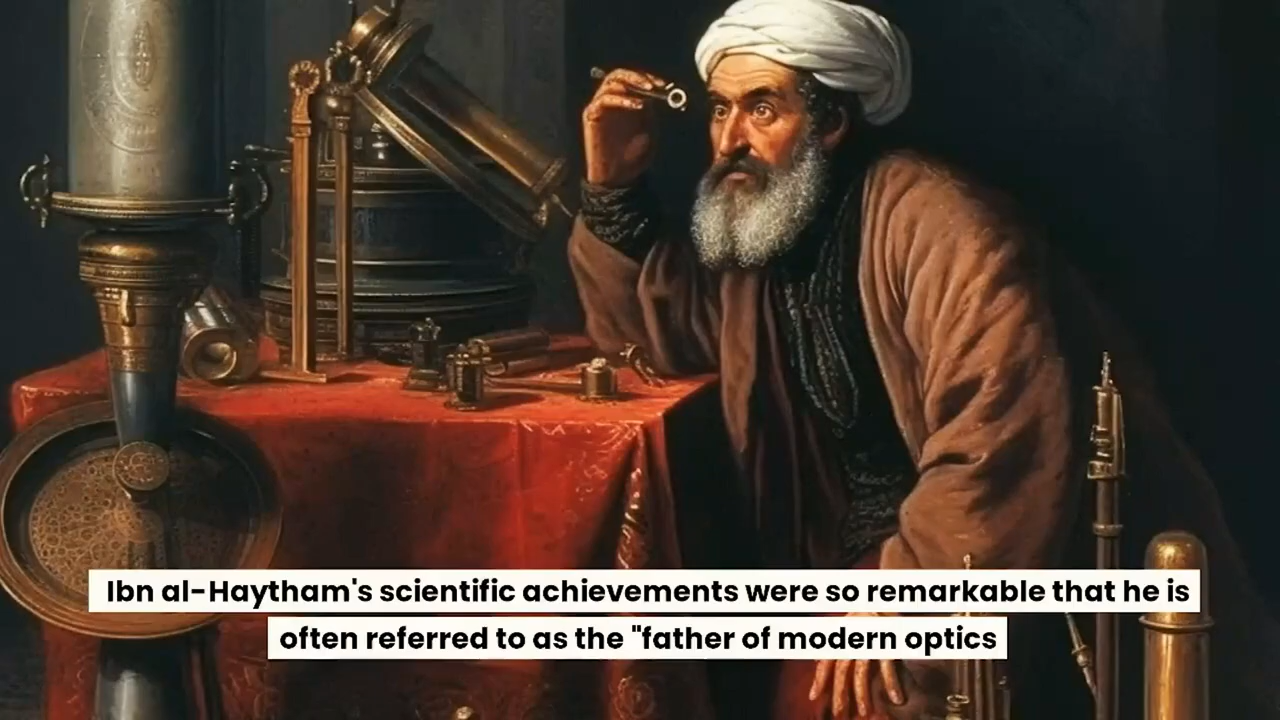 Ibn al-Haytham's scientific achievements were so remarkable that he is
often referred to as the "father of modern optics